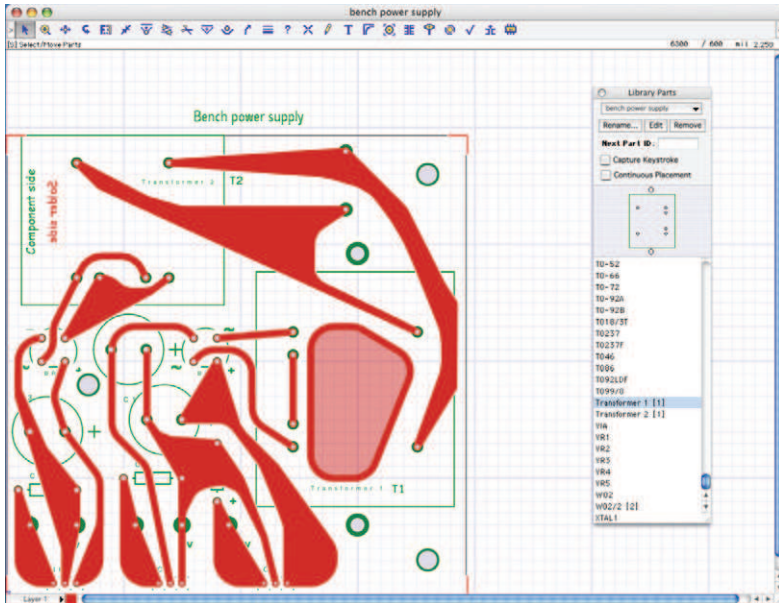 bench power supply
[S] Select/Move Parts
6000 / 600 mil 2.250
Bench power supply
Transformer 2 T2
Component side
Solder side
Transformer 1 T1
Library Parts
bench power supply
Rename... Edit Remove
Next Part ID:
Capture Keystroke
Continuous Placement
TO-52
TO-66
TO-72
TO-92A
TO-92B
TO18/3T
TO237
TO237F
TO46
TO86
TO92LDF
TO99/8
Transformer 1 [1]
Transformer 2 [1]
VIA
VR1
VR2
VR3
VR4
VR5
W02
W02/2 [2]
XTAL1
Layer 1